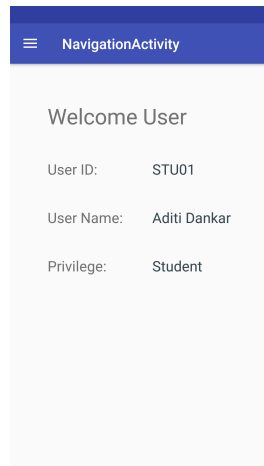 NavigationActivity
Welcome User
User ID: STU01
User Name: Aditi Dankar
Privilege: Student